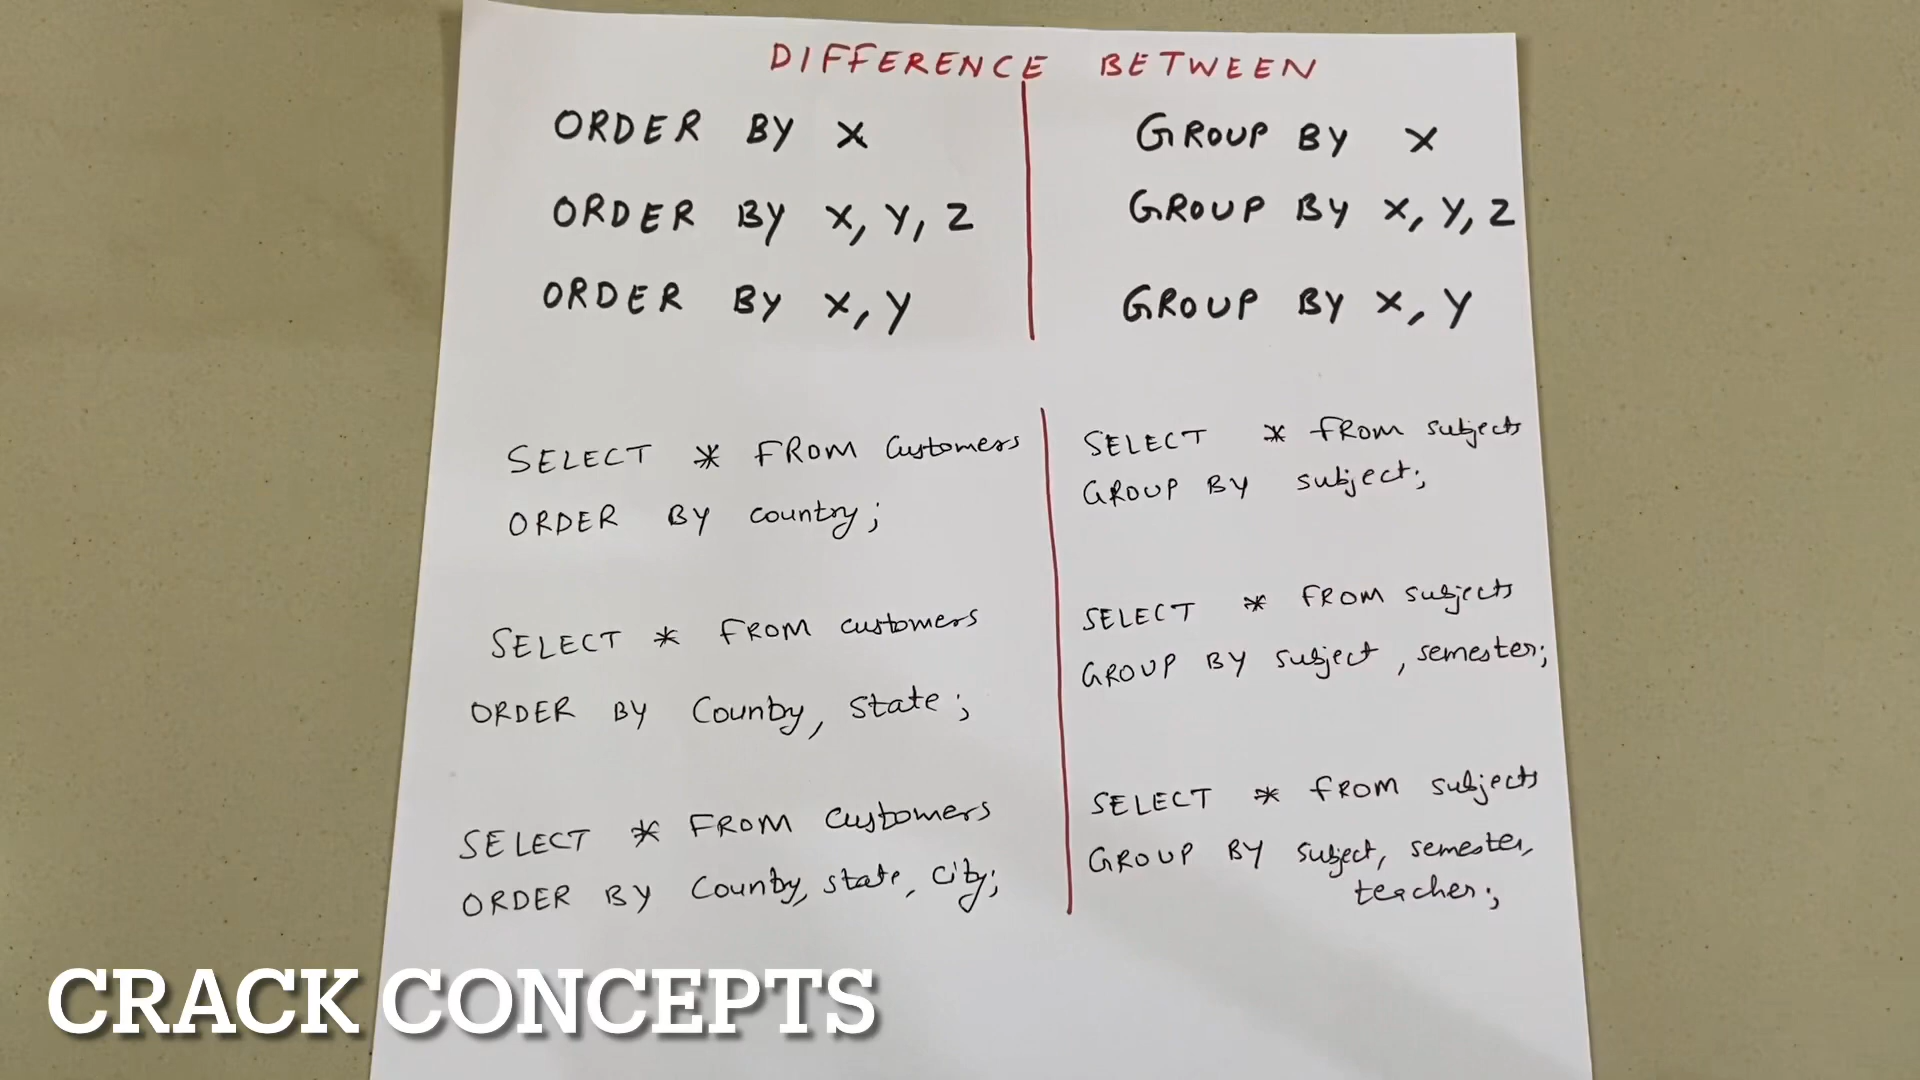 DIFFERENCE BETWEEN
ORDER BY X
ORDER BY X, Y, Z
ORDER BY X, Y
GROUP BY X
GROUP BY X, Y, Z
GROUP BY X, Y
SELECT * FROM Customers
ORDER BY country;
SELECT * FROM customers
ORDER BY Country, state;
SELECT * FROM customers
ORDER BY Country, state, City;
SELECT * FROM subjects
GROUP BY subject;
SELECT * FROM subjects
GROUP BY subject, semester;
SELECT * FROM subjects
GROUP BY subject, semester,
teacher;
CRACK CONCEPTS